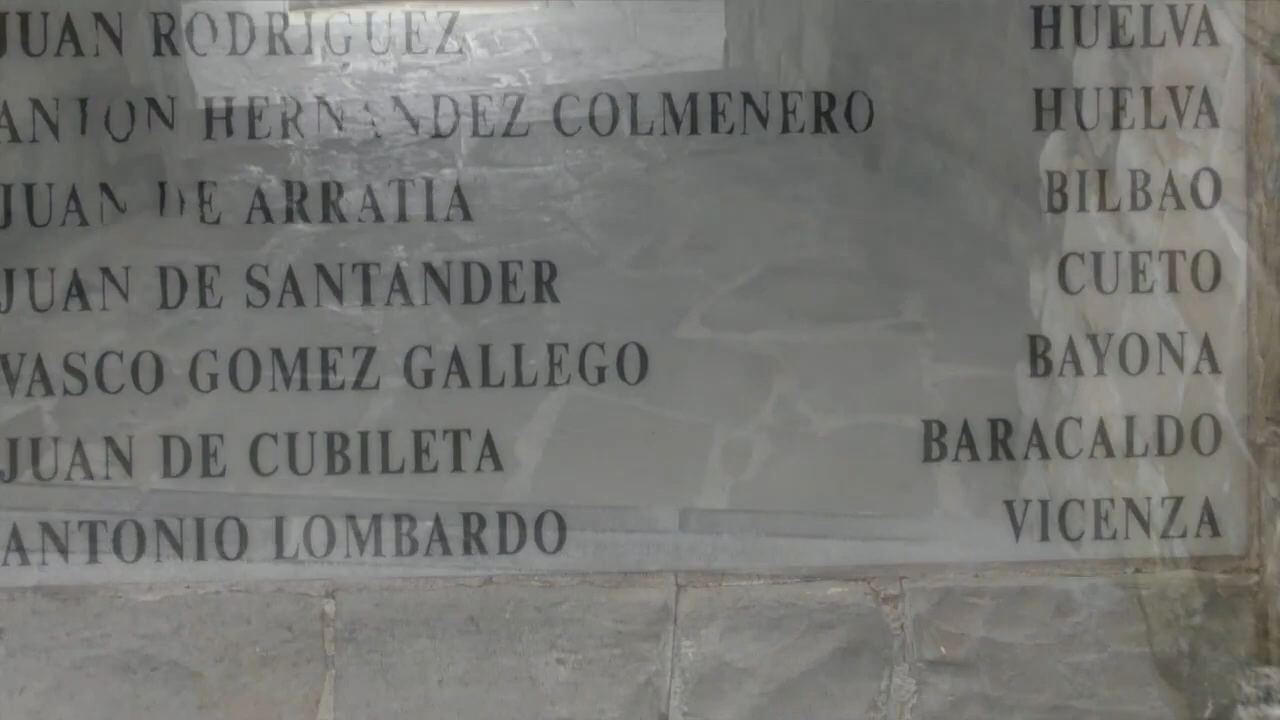 JUAN RODRIGUEZ HUELVA
ANTON HERNANDEZ COLMENERO HUELVA
JUAN DE ARRATIA BILBAO
JUAN DE SANTANDER CUETO
VASCO GOMEZ GALLEGO BAYONA
JUAN DE CUBILETA BARACALDO
ANTONIO LOMBARDO VICENZA